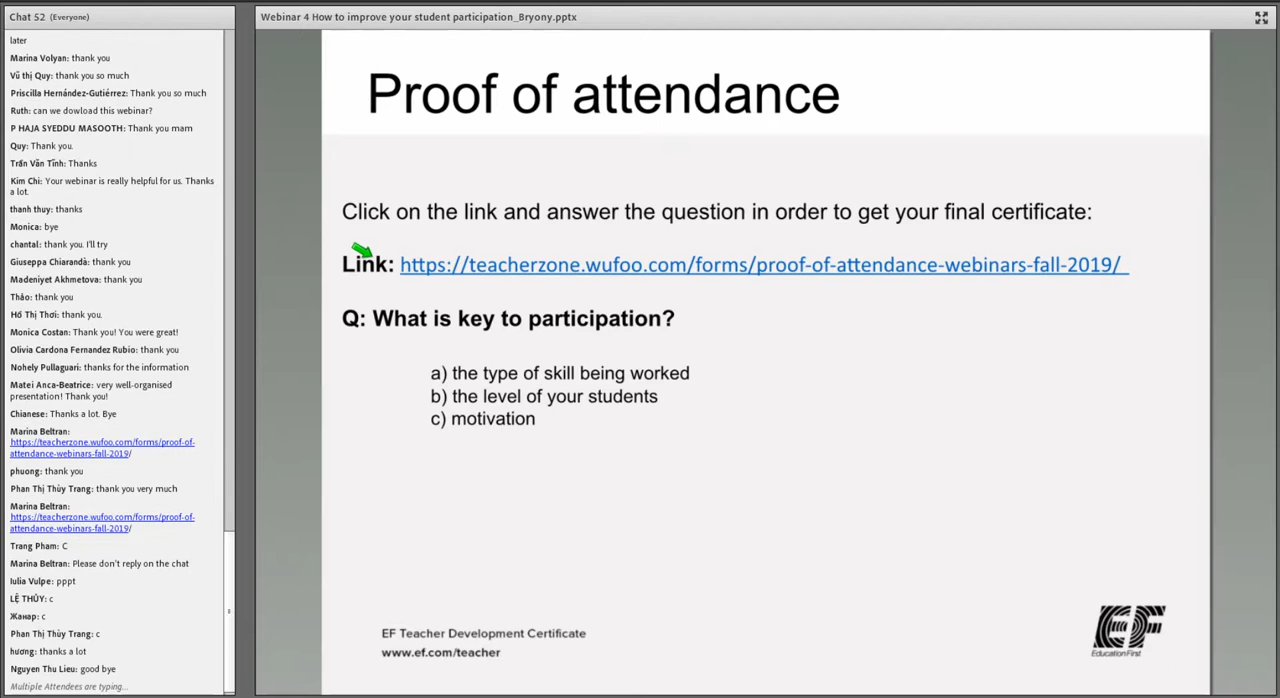 Chat 52 (Everyone)
later
Marina Volyan: thank you
Vũ thị Quy: thank you so much
Priscilla Hernández-Gutiérrez: Thank you so much
Ruth: can we dowload this webinar?
P HAJA SYEDDU MASOOTH: Thank you mam
Quy: Thank you.
Trần Văn Tĩnh: Thanks
Kim Chi: Your webinar is really helpful for us. Thanks
a lot.
thanh thuy: thanks
Monica: bye
chantal: thank you. I'll try
Giuseppa Chiarandà: thank you
Madeniyet Akhmetova: thank you
Thảo: thank you
Hồ Thị Thơi: thank you.
Monica Costan: Thank you! You were great!
Olivia Cardona Fernandez Rubio: thank you
Nohely Pullaguari: thanks for the information
Matei Anca-Beatrice: very well-organised
presentation! Thank you!
Chianese: Thanks a lot. Bye
Marina Beltran:
https://teacherzone.wufoo.com/forms/proof-of-
attendance-webinars-fall-2019/
phuong: thank you
Phan Thị Thùy Trang: thank you very much
Marina Beltran:
https://teacherzone.wufoo.com/forms/proof-of-
attendance-webinars-fall-2019/
Trang Pham: C
Marina Beltran: Please don't reply on the chat
Iulia Vulpe: pppt
LỆ THỦY: c
Жанар: c
Phan Thị Thùy Trang: c
hương: thanks a lot
Nguyen Thu Lieu: good bye
Multiple Attendees are typing...
Webinar 4 How to improve your student participation_Bryony.pptx
Proof of attendance
Click on the link and answer the question in order to get your final certificate:
Link: https://teacherzone.wufoo.com/forms/proof-of-attendance-webinars-fall-2019/
Q: What is key to participation?
a) the type of skill being worked
b) the level of your students
c) motivation
EF Teacher Development Certificate
www.ef.com/teacher
EF
Education First